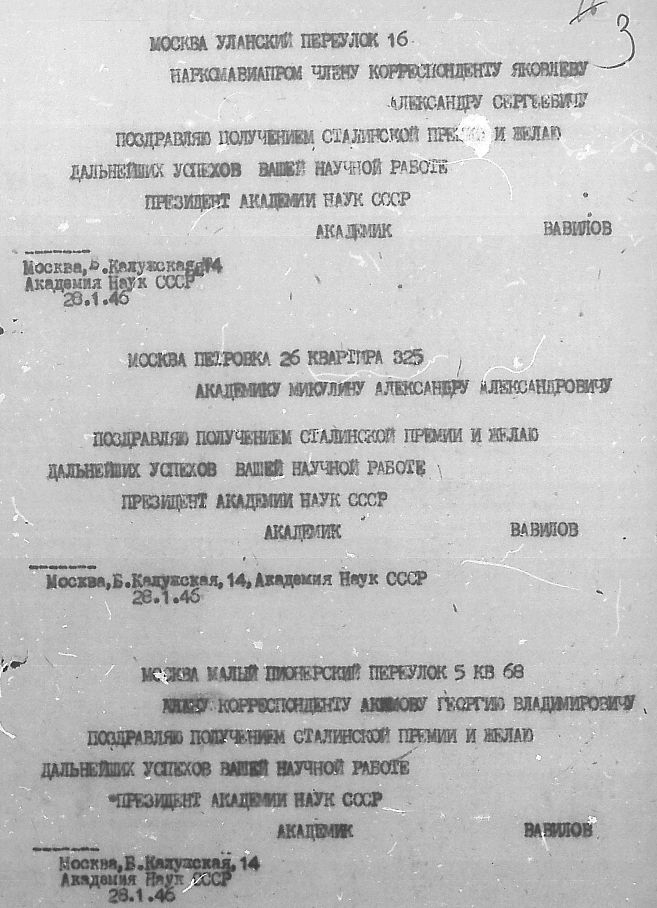 3
МОСКВА УЛАНСКИЙ ПЕРЕУЛОК 16
НАРКОМАВИАПРОМ ЧЛЕНУ КОРРЕСПОНДЕНТУ ЯКОВЛЕВУ
АЛЕКСАНДРУ СЕРГЕЕВИЧУ
ПОЗДРАВЛЯЮ ПОЛУЧЕНИЕМ СТАЛИНСКОЙ И ЖЕЛАЮ
ДАЛЬНЕЙШИХ УСПЕХОВ ВАШЕЙ НАУЧНОЙ РАБОТЕ
ПРЕЗИДЕНТ АКАДЕМИИ НАУК СССР
АКАДЕМИК ВАВИЛОВ
Москва, Б.Калужская 14
Академия Наук СССР
28.1.46
МОСКВА ПЕТРОВКА 26 КВАРТИРА 325
АКАДЕМИКУ МИКУЛИНУ АЛЕКСАНДРУ АЛЕКСАНДРОВИЧУ
ПОЗДРАВЛЯЮ ПОЛУЧЕНИЕМ СТАЛИНСКОЙ ПРЕМИИ И ЖЕЛАЮ
ДАЛЬНЕЙШИХ УСПЕХОВ ВАШЕЙ НАУЧНОЙ РАБОТЕ
ПРЕЗИДЕНТ АКАДЕМИИ НАУК СССР
АКАДЕМИК ВАВИЛОВ
Москва,Б.Калужская,14,Академия Наук СССР
28.1.46
МОСКВА МАЛЫЙ ПИОНЕРСКИЙ ПЕРЕУЛОК 5 КВ 68
ЧЛЕНУ КОРРЕСПОНДЕНТУ АКИМОВУ ГЕОРГИЮ ВЛАДИМИРОВИЧУ
ПОЗДРАВЛЯЮ ПОЛУЧЕНИЕМ СТАЛИНСКОЙ ПРЕМИИ И ЖЕЛАЮ
ДАЛЬНЕЙШИХ УСПЕХОВ ВАШЕЙ НАУЧНОЙ РАБОТЕ
ПРЕЗИДЕНТ АКАДЕМИИ НАУК СССР
АКАДЕМИК ВАВИЛОВ
Москва,Б.Калужская,14
Академия Наук СССР
28.1.46